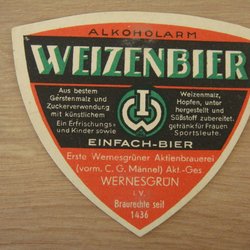 ALKOHOLARM
WEIZENBIER
Aus bestem
Gerstenmalz und
Zuckerverwendung
mit künstlichem
Ein Erfrischungs-
und Kinder sowie
Weizenmalz,
Hopfen, unter
hergestellt und
Süßstoff zubereitet.
getränk für Frauen
Sportsleute.
EINFACH-BIER
Erste Wernesgrüner Aktienbrauerei
(vorm. C. G. Männel) Akt.-Ges
WERNESGRÜN
i.V.
Braurechte seit
1436